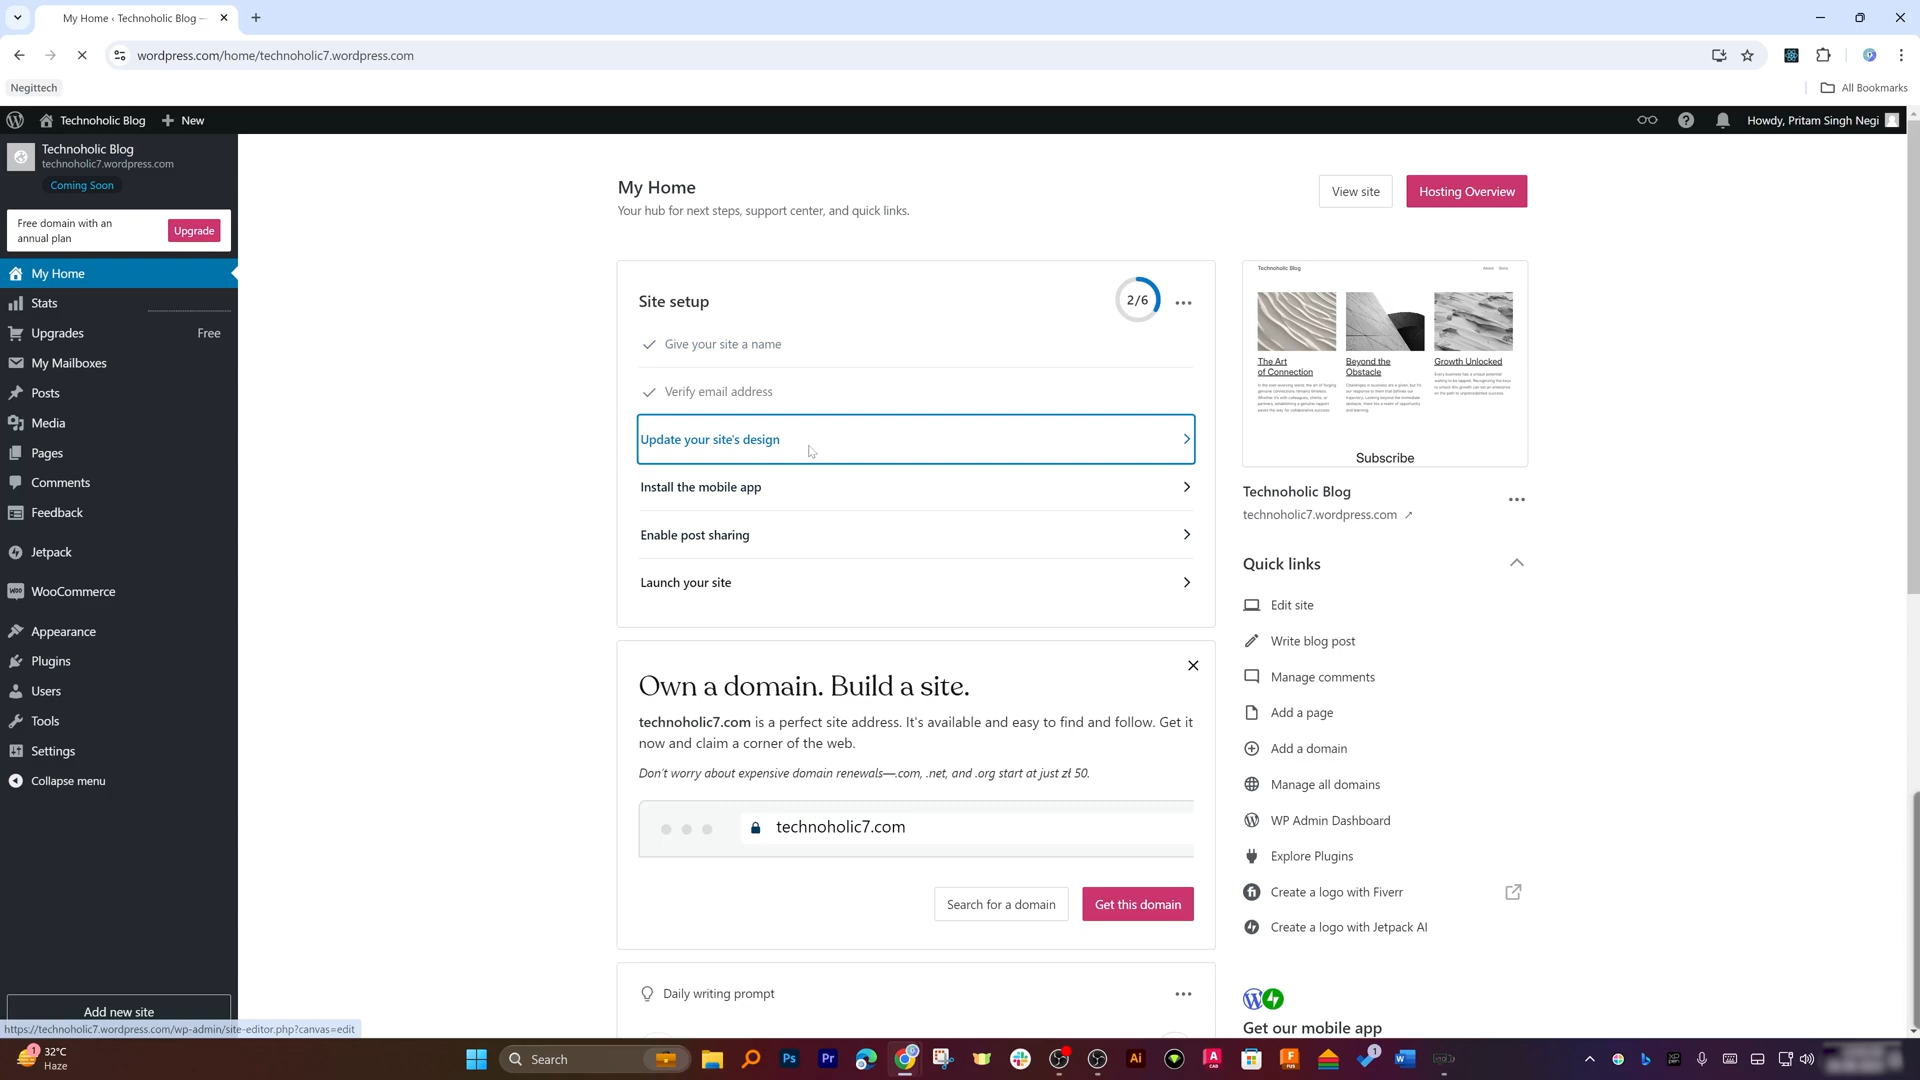 My Home ‹ Technoholic Blog —
wordpress.com/home/technoholic7.wordpress.com
Negittech
All Bookmarks
Technoholic Blog
New
Howdy, Pritam Singh Negi
Technoholic Blog
technoholic7.wordpress.com
Coming Soon
Free domain with an
annual plan
Upgrade
My Home
Stats
Upgrades
Free
My Mailboxes
Posts
Media
Pages
Comments
Feedback
Jetpack
WooCommerce
Appearance
Plugins
Users
Tools
Settings
Collapse menu
Add new site
https://technoholic7.wordpress.com/wp-admin/site-editor.php?canvas=edit
My Home
Your hub for next steps, support center, and quick links.
View site
Hosting Overview
Site setup
2/6
Give your site a name
Verify email address
Update your site's design
Install the mobile app
Enable post sharing
Launch your site
Own a domain. Build a site.
technoholic7.com is a perfect site address. It's available and easy to find and follow. Get it
now and claim a corner of the web.
Don't worry about expensive domain renewals—.com, .net, and .org start at just zł 50.
technoholic7.com
Search for a domain
Get this domain
Daily writing prompt
Technoholic Blog
The Art
of Connection
Beyond the
Obstacle
Growth Unlocked
Subscribe
Technoholic Blog
technoholic7.wordpress.com ↗
Quick links
Edit site
Write blog post
Manage comments
Add a page
Add a domain
Manage all domains
WP Admin Dashboard
Explore Plugins
Create a logo with Fiverr
Create a logo with Jetpack AI
Get our mobile app
32°C
Haze
Search